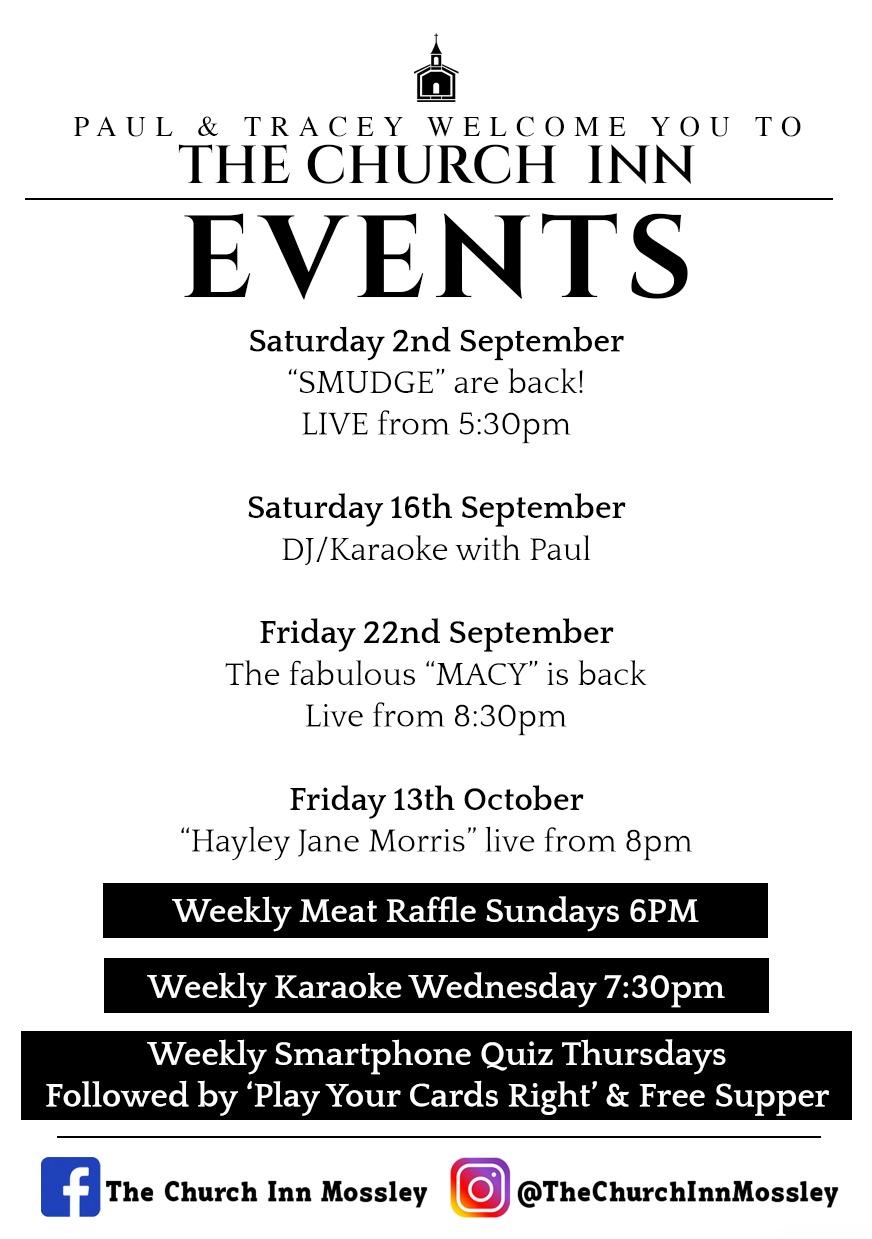 PAUL & TRACEY WELCOME YOU TO
THE CHURCH INN
EVENTS
Saturday 2nd September
“SMUDGE” are back!
LIVE from 5:30pm
Saturday 16th September
DJ/Karaoke with Paul
Friday 22nd September
The fabulous “MACY” is back
Live from 8:30pm
Friday 13th October
“Hayley Jane Morris” live from 8pm
Weekly Meat Raffle Sundays 6PM
Weekly Karaoke Wednesday 7:30pm
Weekly Smartphone Quiz Thursdays
Followed by ‘Play Your Cards Right’ & Free Supper
The Church Inn Mossley @TheChurchInnMossley